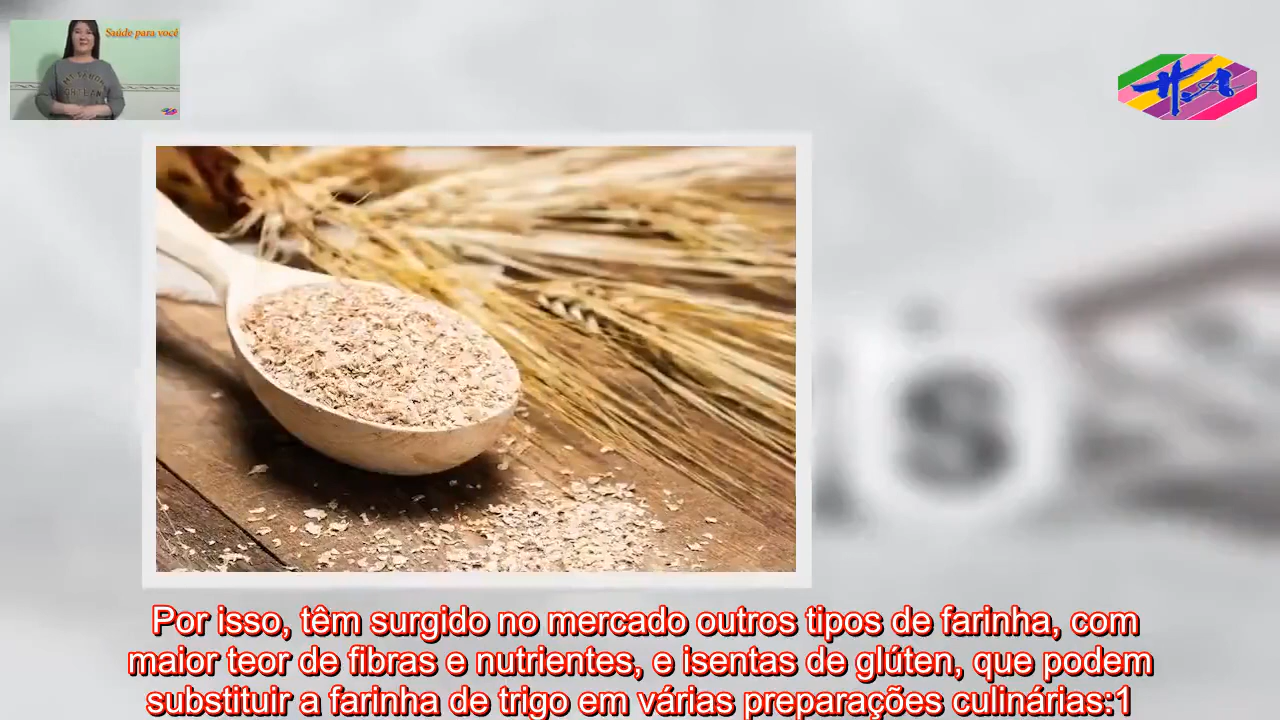 Saúde para você
HA
Por isso, têm surgido no mercado outros tipos de farinha, com
maior teor de fibras e nutrientes, e isentas de glúten, que podem
substituir a farinha de trigo em várias preparações culinárias:1